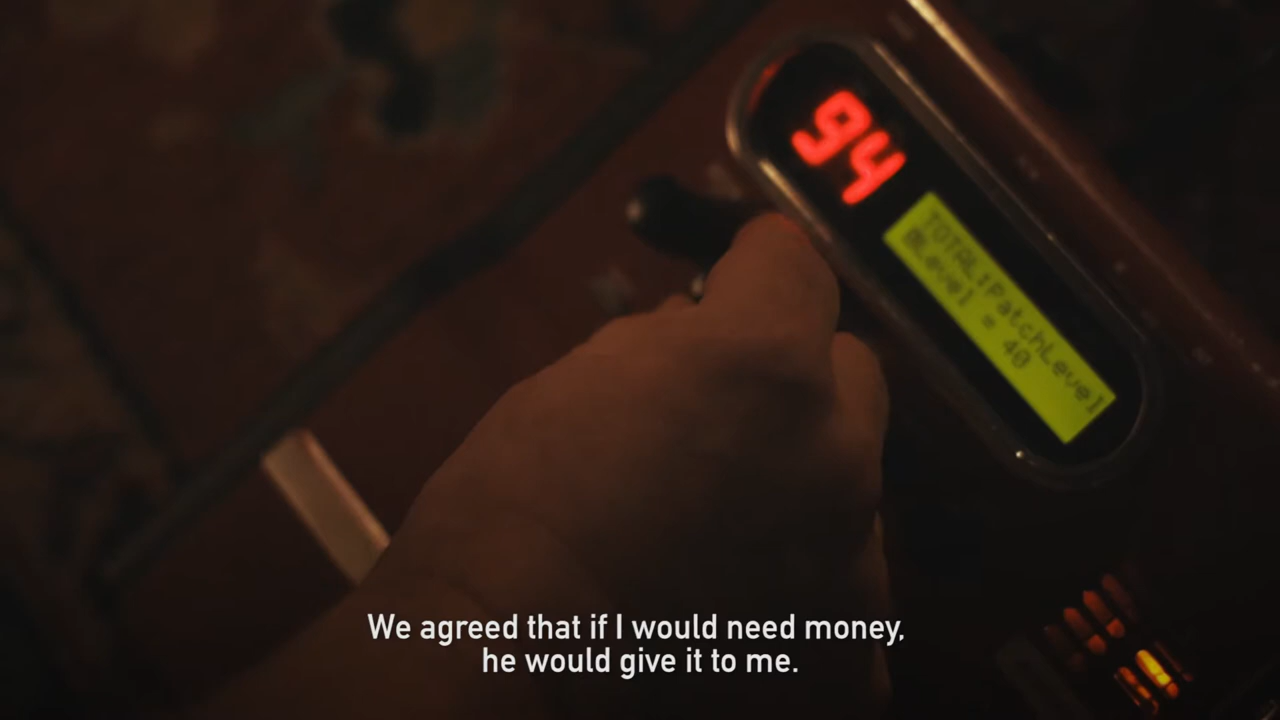 94
TOTAL:PatchLevel
@Level = 40
We agreed that if I would need money,
he would give it to me.